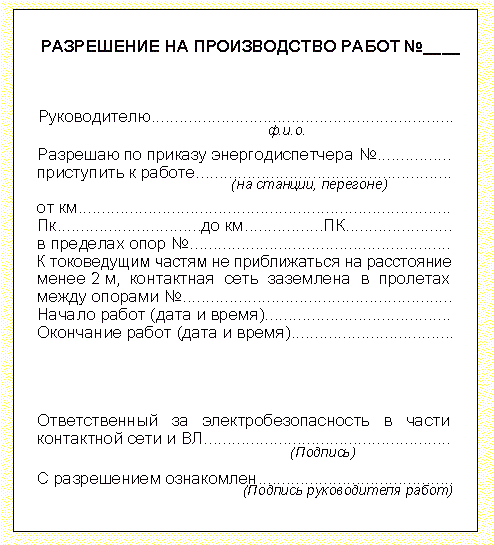 РАЗРЕШЕНИЕ НА ПРОИЗВОДСТВО РАБОТ №____
Руководителю................................................................
ф.и.о.
Разрешаю по приказу энергодиспетчера №................
приступить к работе.......................................................
(на станции, перегоне)
от км................................................................................
Пк...............................до км.................ПК.......................
в пределах опор №........................................................
К токоведущим частям не приближаться на расстояние
менее 2 м, контактная сеть заземлена в пролетах
между опорами №..........................................................
Начало работ (дата и время)........................................
Окончание работ (дата и время)...................................
Ответственный за электробезопасность в части
контактной сети и ВЛ.....................................................
(Подпись)
С разрешением ознакомлен..........................................
(Подпись руководителя работ)